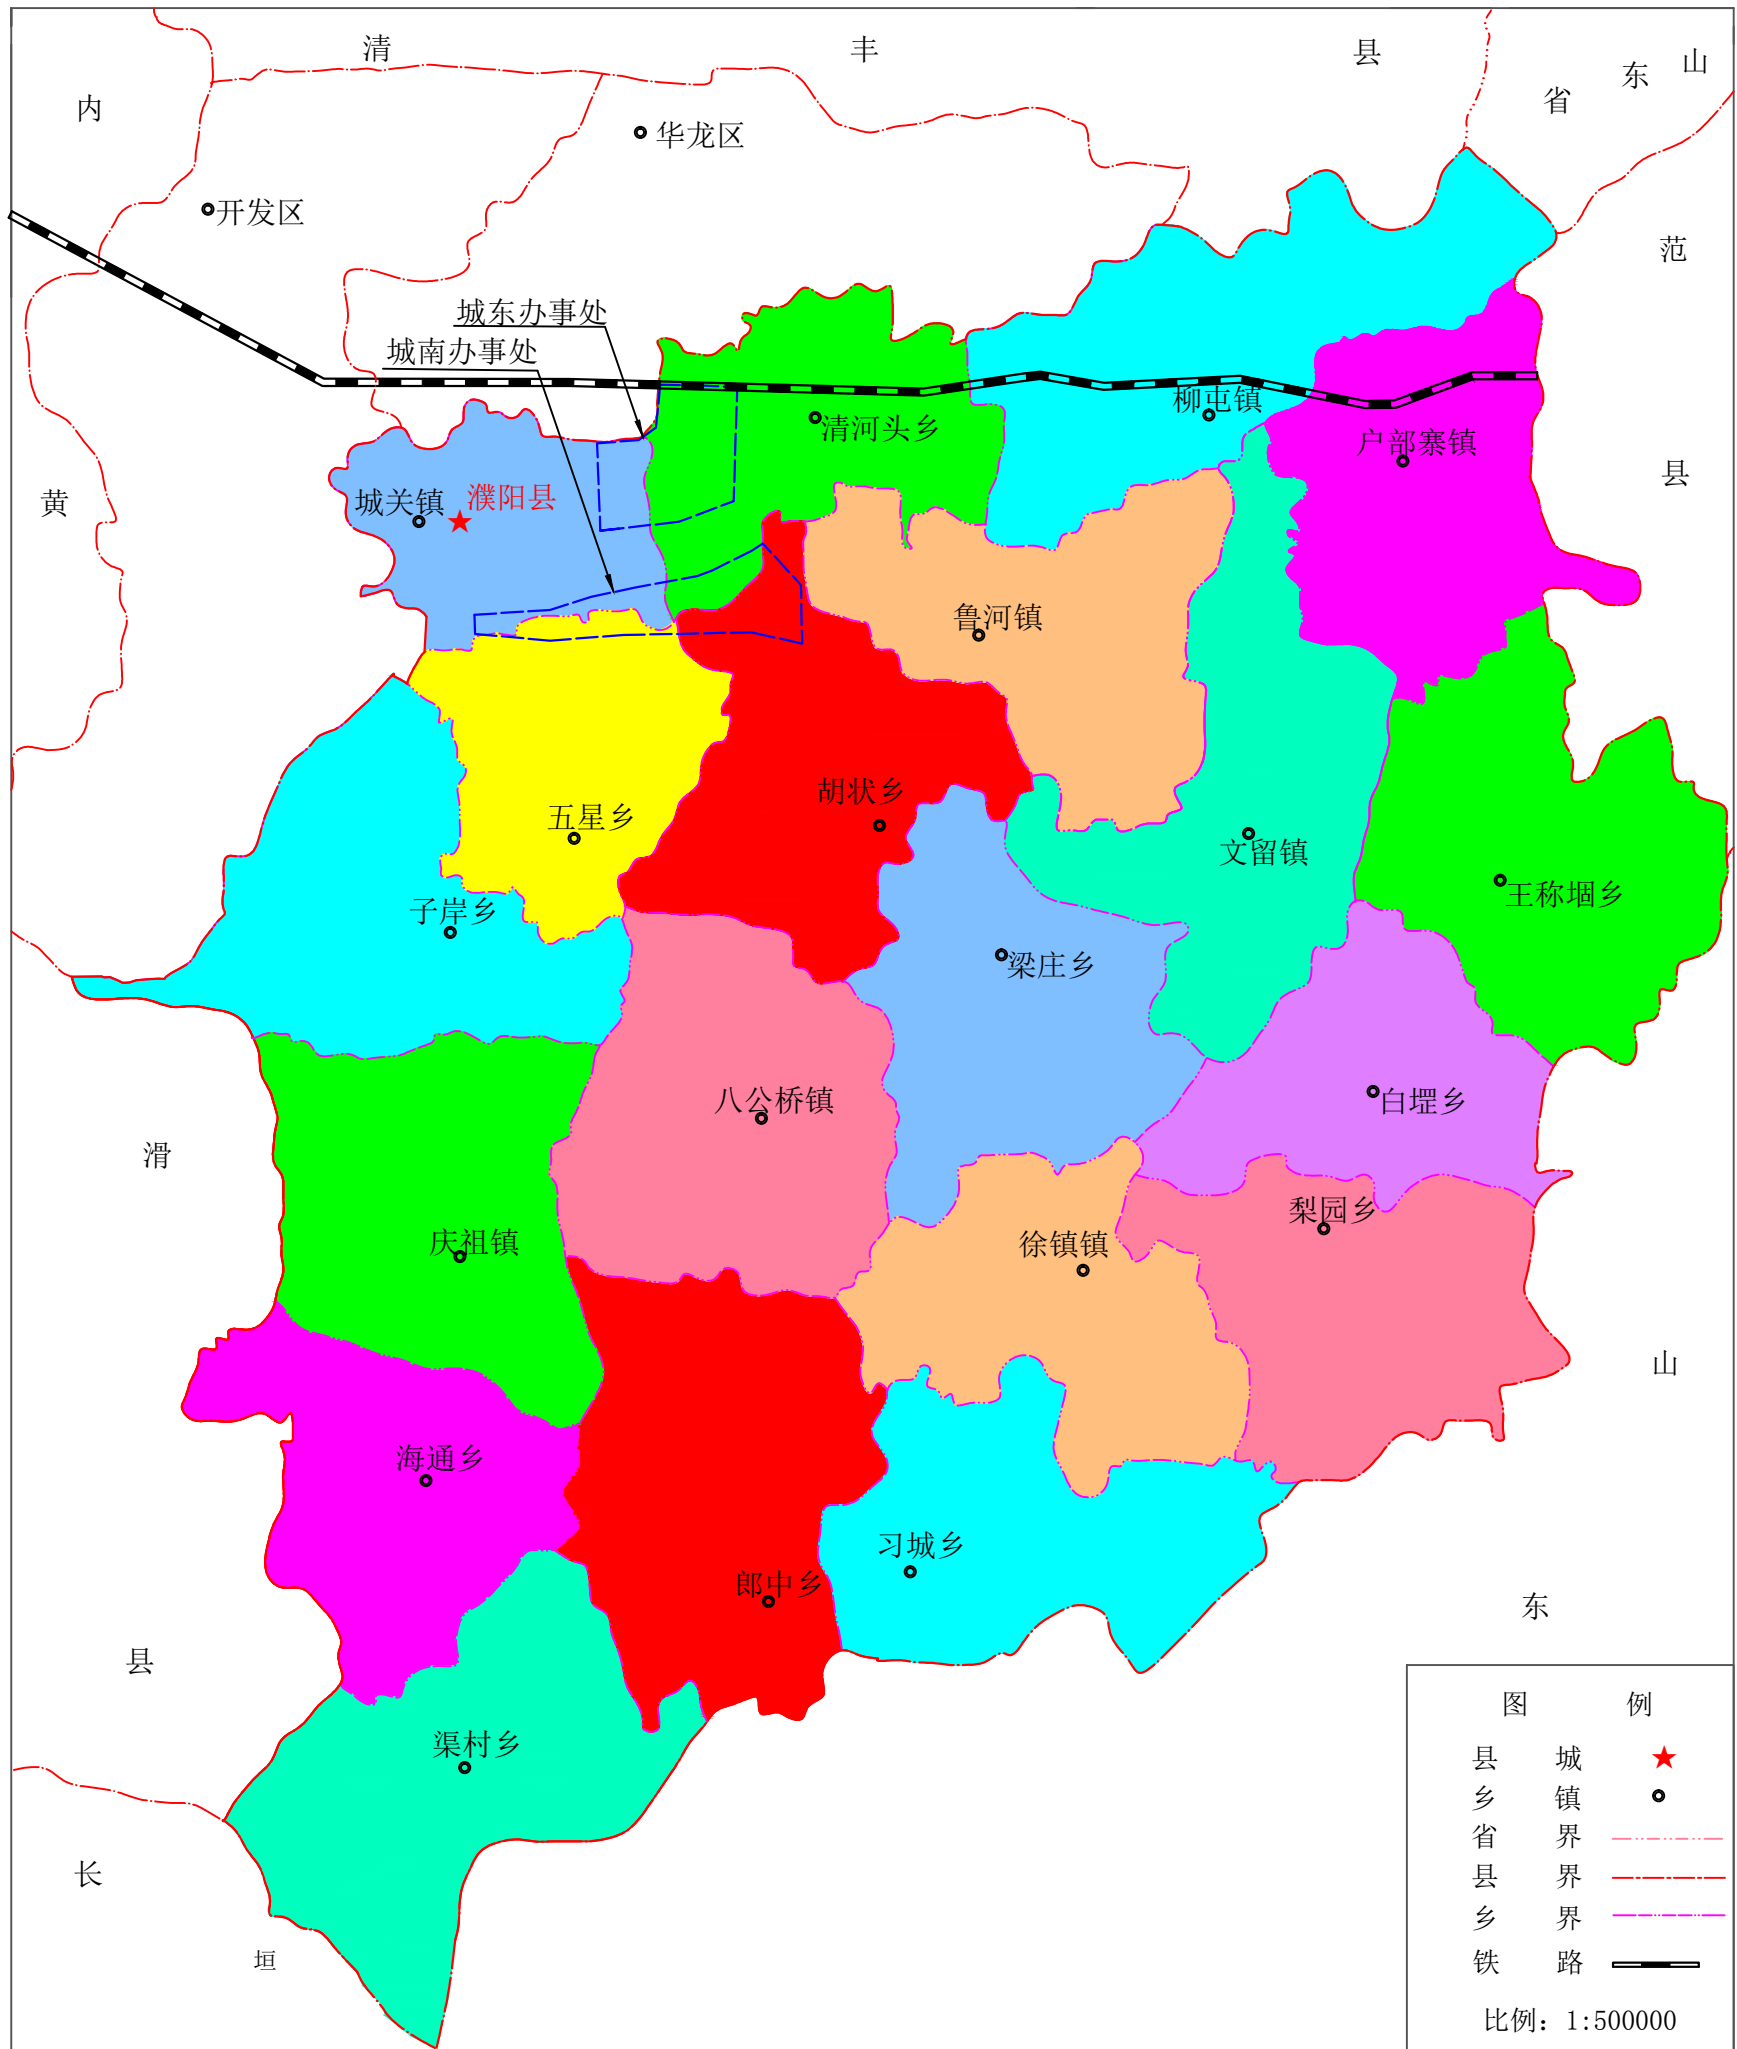 清 丰 县
山 东 省
内 黄
华龙区
开发区
范 县
城东办事处
城南办事处
柳屯镇
清河头乡
户部寨镇
城关镇
濮阳县
鲁河镇
胡状乡
五星乡
文留镇
王称堌乡
子岸乡
梁庄乡
八公桥镇
白堽乡
滑 县
梨园乡
庆祖镇
徐镇镇
山 东
海通乡
习城乡
郎中乡
渠村乡
长 垣
图 例
县 城
乡 镇
省 界
县 界
乡 界
铁 路
比例：1:500000